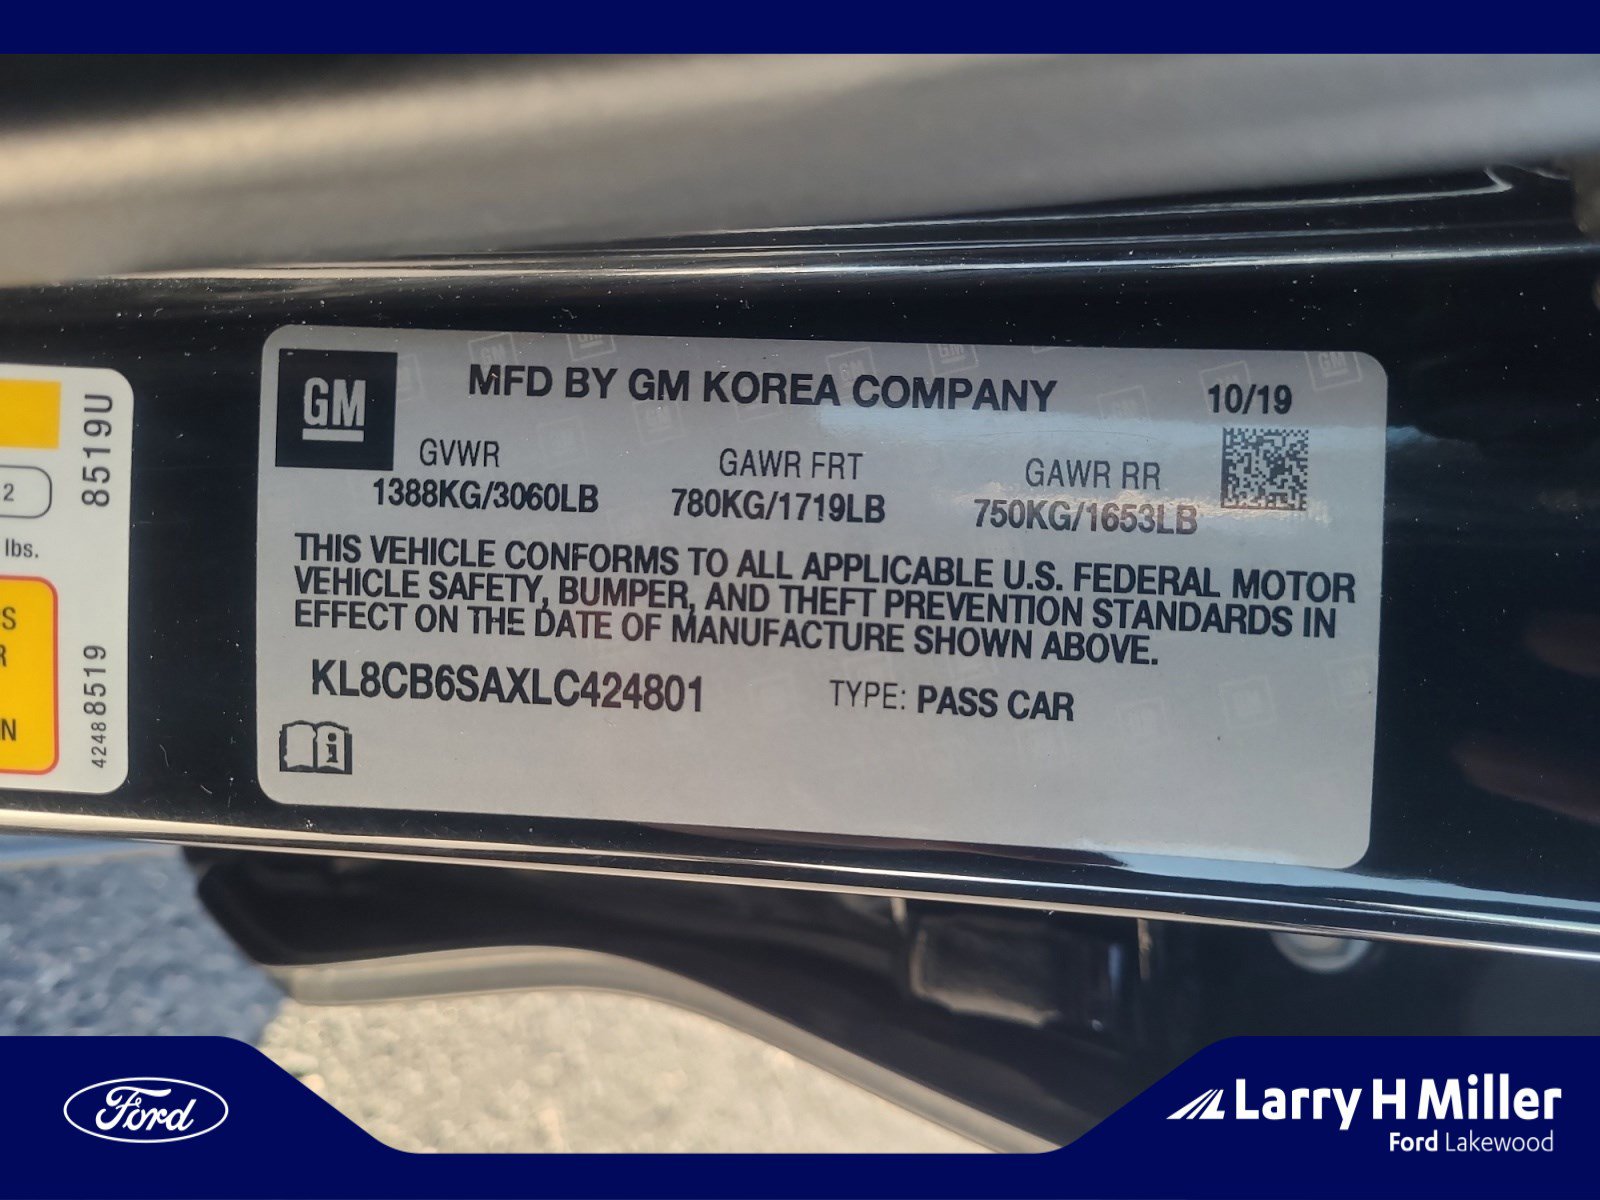 GM
MFD BY GM KOREA COMPANY
10/19
GVWR
1388KG/3060LB
GAWR FRT
780KG/1719LB
GAWR RR
750KG/1653LB
THIS VEHICLE CONFORMS TO ALL APPLICABLE U.S. FEDERAL MOTOR
VEHICLE SAFETY, BUMPER, AND THEFT PREVENTION STANDARDS IN
EFFECT ON THE DATE OF MANUFACTURE SHOWN ABOVE.
KL8CB6SAXLC424801
TYPE: PASS CAR
i
8519U
2
lbs.
S
R
N
42488519
Ford
Larry H Miller
Ford Lakewood